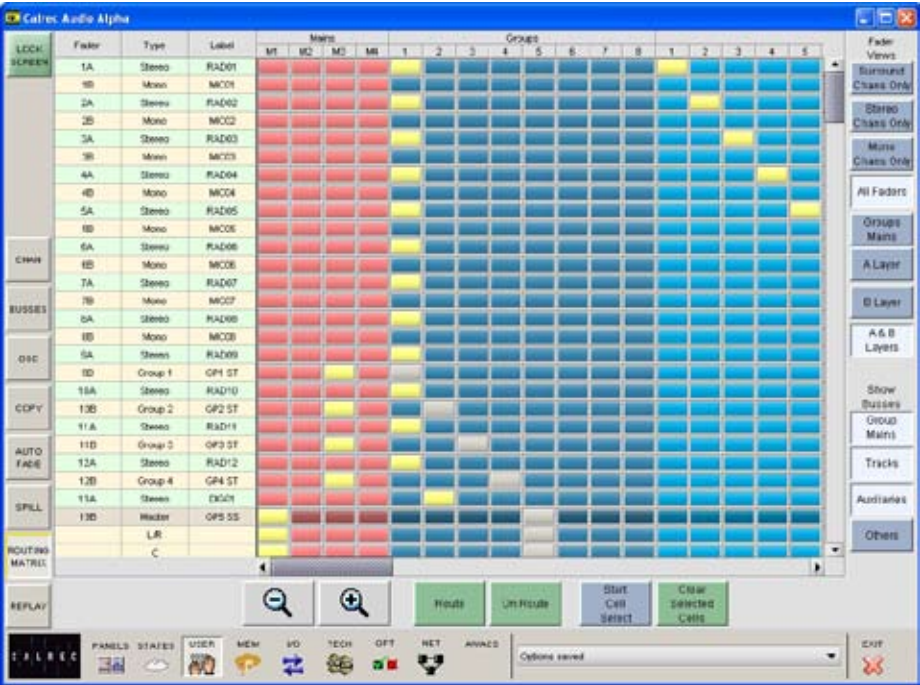 Calrec Audio Alpha
LOCK SCREEN
CHAN
BUSSES
OSC
COPY
AUTO FADE
SPILL
ROUTING MATRIX
REPLAY
Fader Type Label Mains Groups
M1 M2 M3 M4 1 2 3 4 5 6 7 8 1 2 3 4 5
1A Stereo RAD01
1B Mono MIC01
2A Stereo RAD02
2B Mono MIC02
3A Stereo RAD03
3B Mono MIC03
4A Stereo RAD04
4B Mono MIC04
5A Stereo RAD05
Mono MIC05
6A Stereo RAD06
Mono MIC06
7A Stereo RAD07
7B Mono MIC07
8A Stereo RAD08
Mono MIC08
9A Stereo RAD09
Group 1 GP1 ST
10A Stereo RAD10
Group 2 GP2 ST
11A Stereo RAD11
11B Group 3 GP3 ST
12A Stereo RAD12
12B Group 4 GP4 ST
Stereo
13B Master GP5 SS
L/R
C
Fader Views
Surround Chans Only
Stereo Chans Only
Mono Chans Only
All Faders
Groups Mains
A Layer
B Layer
A & B Layers
Show Busses
Group Mains
Tracks
Auxiliaries
Others
Route
Un Route
Start Cell Select
Clear Selected Cells
CALREC
PANELS STATES USER MEM I/O TECH OPT NET AWACS
Options saved
EXIT